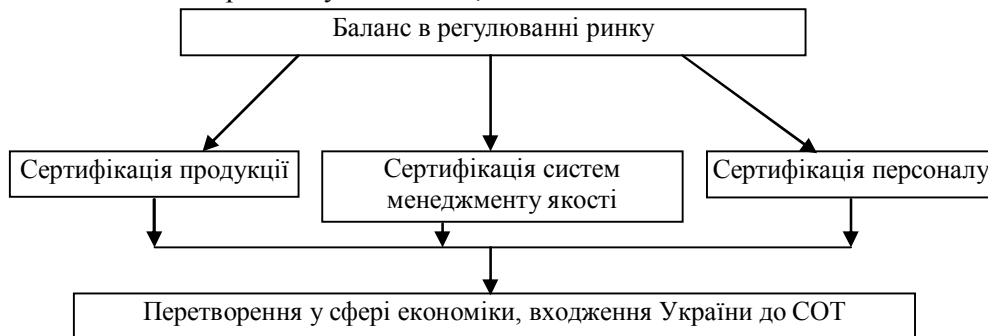 Баланс в регулюванні ринку
Сертифікація продукції
Сертифікація систем
менеджменту якості
Сертифікація персоналу
Перетворення у сфері економіки, входження України до СОТ